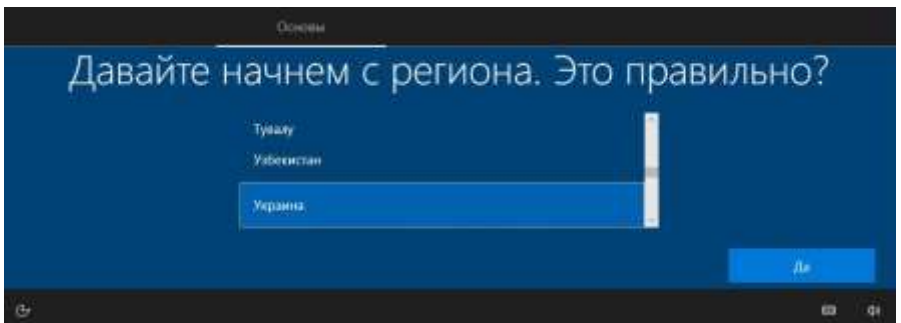 Основы
Давайте начнем с региона. Это правильно?
Тувалу
Узбекистан
Украина
Да